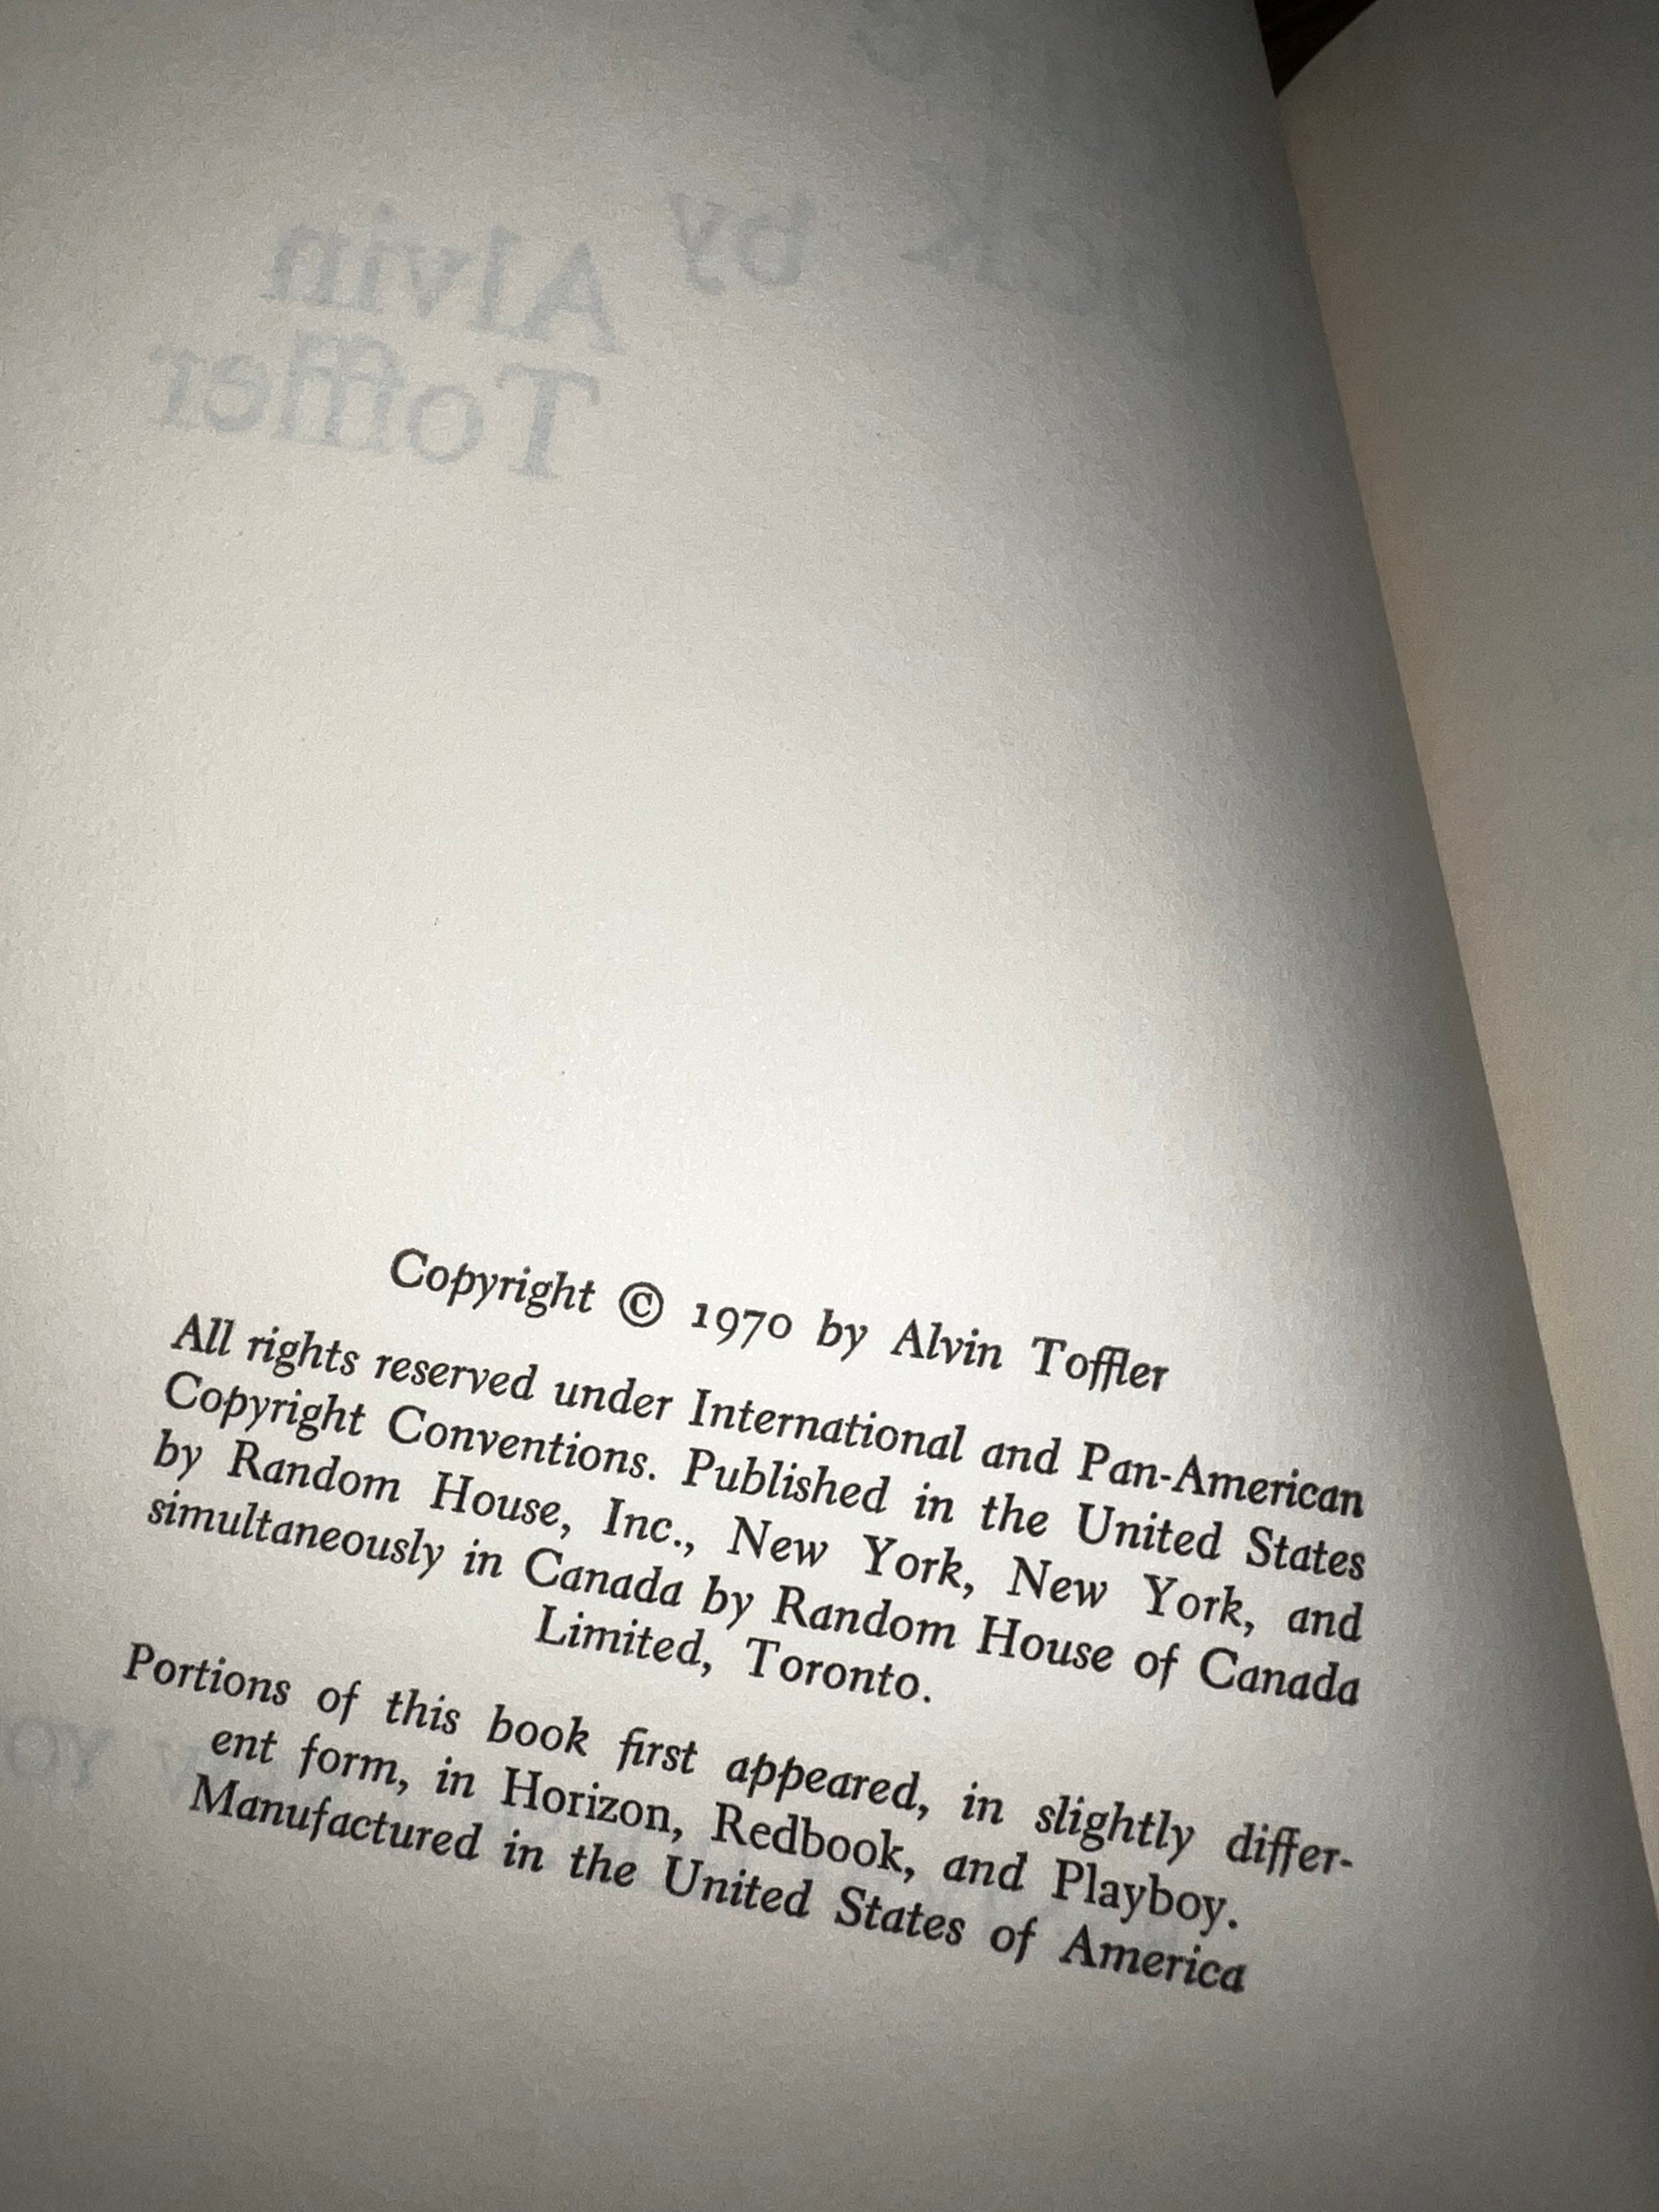 by
Alvin
Toffler
Copyright © 1970 by Alvin Toffler
All rights reserved under International and Pan-American
Copyright Conventions. Published in the United States
by Random House, Inc., New York, New York, and
simultaneously in Canada by Random House of Canada
Limited, Toronto.
Portions of this book first appeared, in slightly differ-
ent form, in Horizon, Redbook, and Playboy.
Manufactured in the United States of America